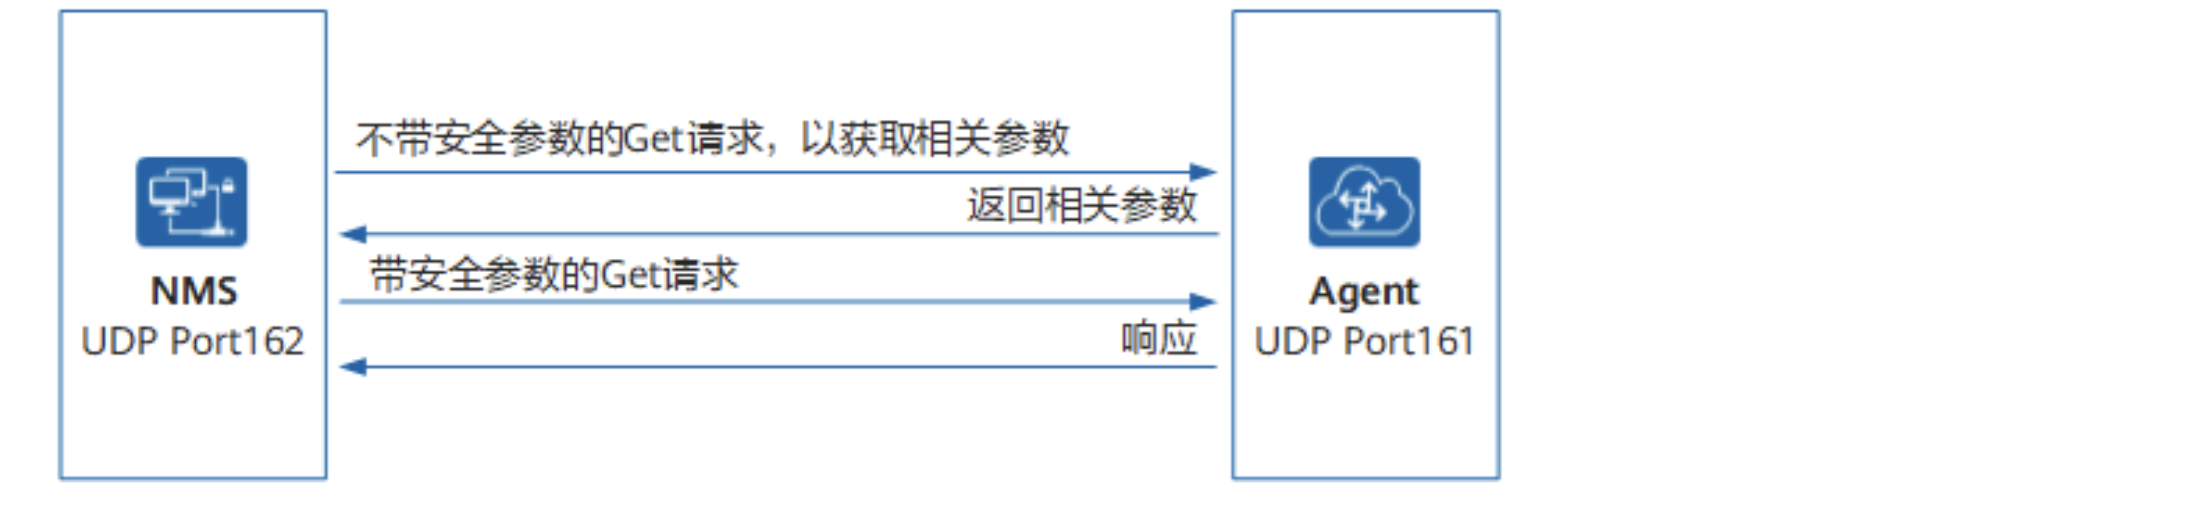 不带安全参数的Get请求，以获取相关参数
返回相关参数
带安全参数的Get请求
响应
NMS
UDP Port162
Agent
UDP Port161